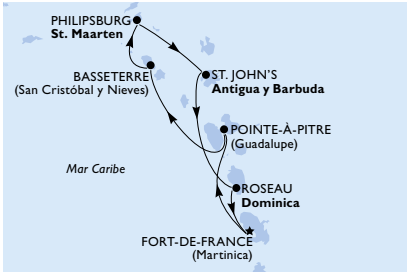 PHILIPSBURG
St. Maarten
ST. JOHN'S
Antigua y Barbuda
BASSETERRE
(San Cristóbal y Nieves)
POINTE-À-PITRE
(Guadalupe)
Mar Caribe
ROSEAU
Dominica
FORT-DE-FRANCE
(Martinica)